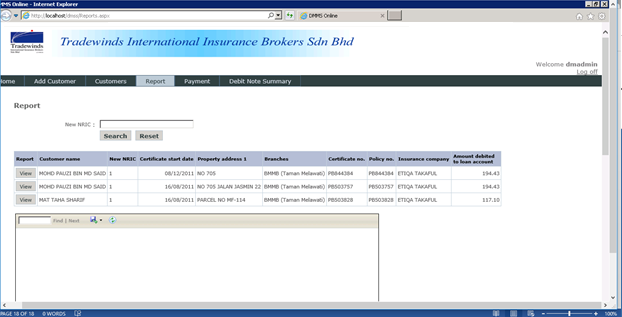 DMMS Online - Internet Explorer
http://localhost/dmss/Reports.aspx
DMMS Online
Tradewinds
Tradewinds International Insurance Brokers Sdn Bhd
Welcome dmadmin
Log off
Home Add Customer Customers Report Payment Debit Note Summary
Report
New NRIC :
Search Reset
Report Customer name New NRIC Certificate start date Property address 1 Branches Certificate no. Policy no. Insurance company Amount debited to loan account
View MOHD PAUZI BIN MD SAID 1 08/12/2011 NO 705 BMMB (Taman Melawati) PB844384 PB844384 ETIQA TAKAFUL 194.43
View MOHD PAUZI BIN MD SAID 1 16/08/2011 NO 705 JALAN JASMIN 22 BMMB (Taman Melawati) PBS03757 PBS03757 ETIQA TAKAFUL 194.43
View MAT TAHA SHARIF 1 16/08/2011 PARCEL NO MF-114 BMMB (Taman Melawati) PBS03828 PBS03828 ETIQA TAKAFUL 117.10
Find | Next
PAGE 18 OF 18 0 WORDS 100%